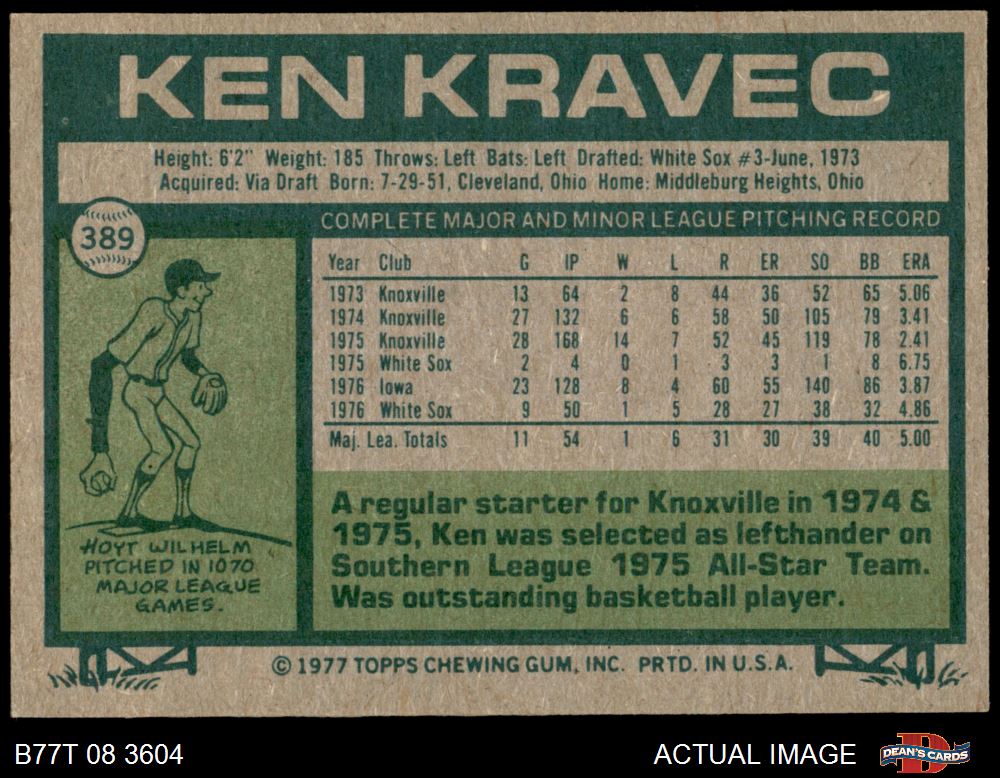 KEN KRAVEC
Height: 6'2" Weight: 185 Throws: Left Bats: Left Drafted: White Sox #3-June, 1973
Acquired: Via Draft Born: 7-29-51, Cleveland, Ohio Home: Middleburg Heights, Ohio
389
COMPLETE MAJOR AND MINOR LEAGUE PITCHING RECORD
Year Club G IP W L R ER SO BB ERA
1973 Knoxville 13 64 2 8 44 36 52 65 5.06
1974 Knoxville 27 132 6 6 58 50 105 79 3.41
1975 Knoxville 28 168 14 7 52 45 119 78 2.41
1975 White Sox 2 4 0 1 3 3 1 8 6.75
1976 Iowa 23 128 8 4 60 55 140 86 3.87
1976 White Sox 9 50 1 5 28 27 38 32 4.86
Maj. Lea. Totals 11 54 1 6 31 30 39 40 5.00
HOYT WILHELM
PITCHED IN 1070
MAJOR LEAGUE
GAMES.
A regular starter for Knoxville in 1974 &
1975, Ken was selected as lefthander on
Southern League 1975 All-Star Team.
Was outstanding basketball player.
© 1977 TOPPS CHEWING GUM, INC. PRTD. IN U.S.A.
B77T 08 3604
ACTUAL IMAGE
D
DEAN'S CARDS